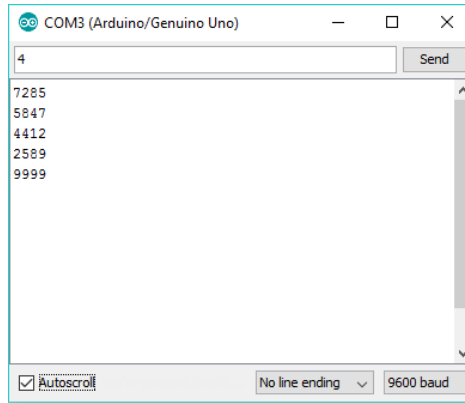 COM3 (Arduino/Genuino Uno)
4
Send
7285
5847
4412
2589
9999
Autoscroll
No line ending
9600 baud